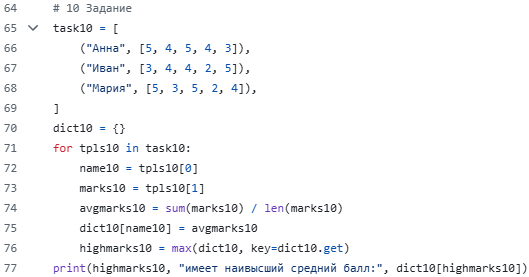 64 # 10 Задание
65 task10 = [
66 ("Анна", [5, 4, 5, 4, 3]),
67 ("Иван", [3, 4, 4, 2, 5]),
68 ("Мария", [5, 3, 5, 2, 4]),
69 ]
70 dict10 = {}
71 for tpls10 in task10:
72 name10 = tpls10[0]
73 marks10 = tpls10[1]
74 avgmarks10 = sum(marks10) / len(marks10)
75 dict10[name10] = avgmarks10
76 highmarks10 = max(dict10, key=dict10.get)
77 print(highmarks10, "имеет наивысший средний балл:", dict10[highmarks10])